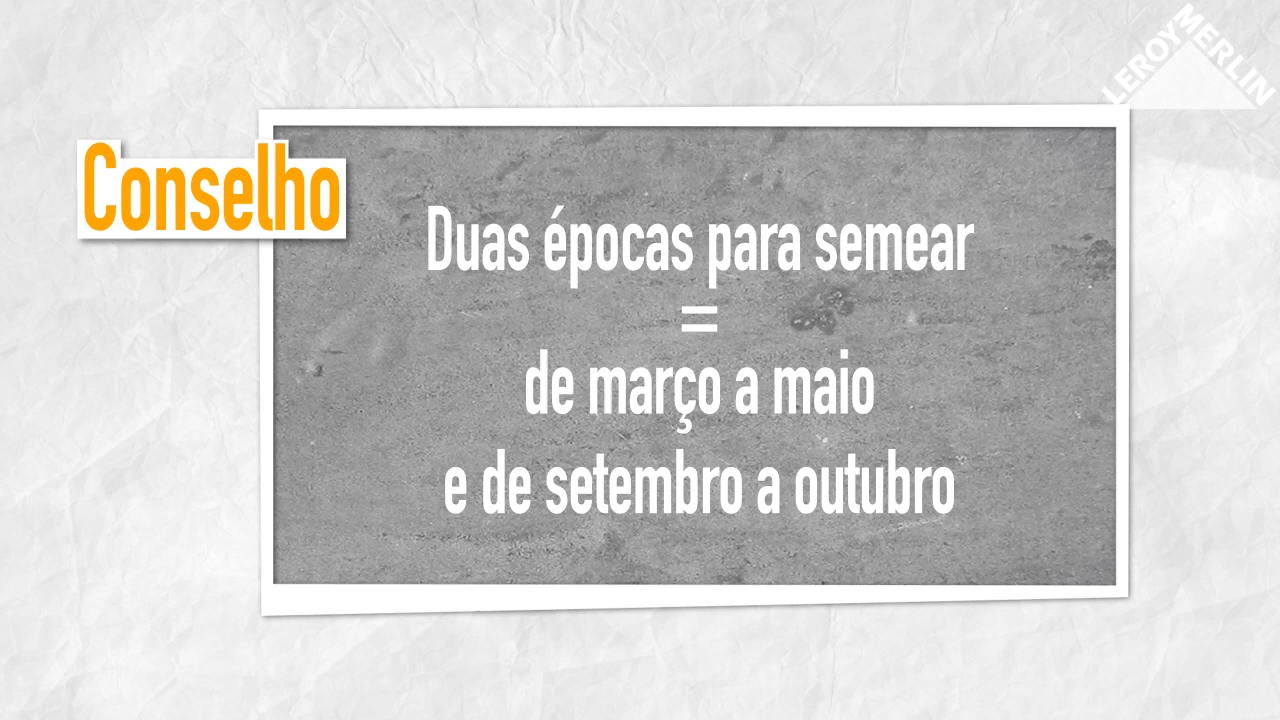 LEROY MERLIN
Conselho
Duas épocas para semear
=
de março a maio
e de setembro a outubro